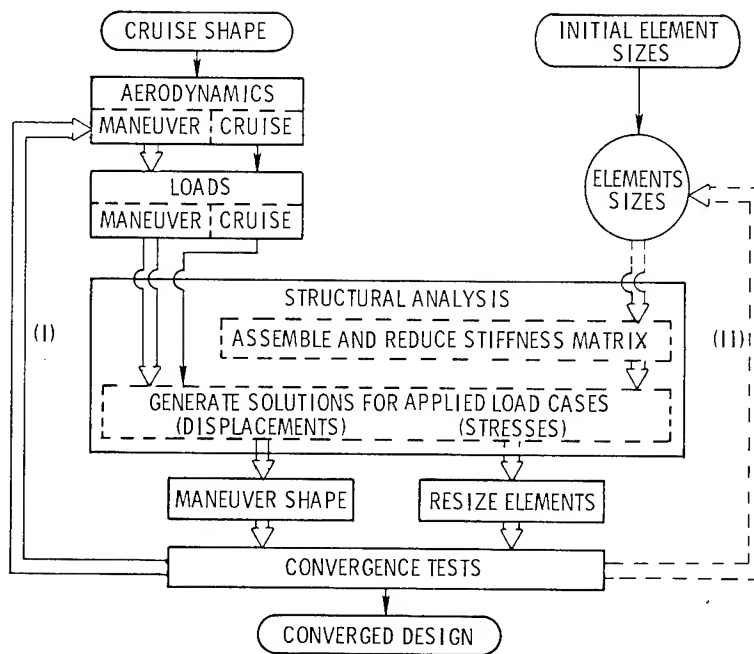 CRUISE SHAPE
INITIAL ELEMENT
SIZES
AERODYNAMICS
MANEUVER CRUISE
ELEMENTS
SIZES
LOADS
MANEUVER CRUISE
STRUCTURAL ANALYSIS
(I)
ASSEMBLE AND REDUCE STIFFNESS MATRIX
(II)
GENERATE SOLUTIONS FOR APPLIED LOAD CASES
(DISPLACEMENTS) (STRESSES)
MANEUVER SHAPE
RESIZE ELEMENTS
CONVERGENCE TESTS
CONVERGED DESIGN